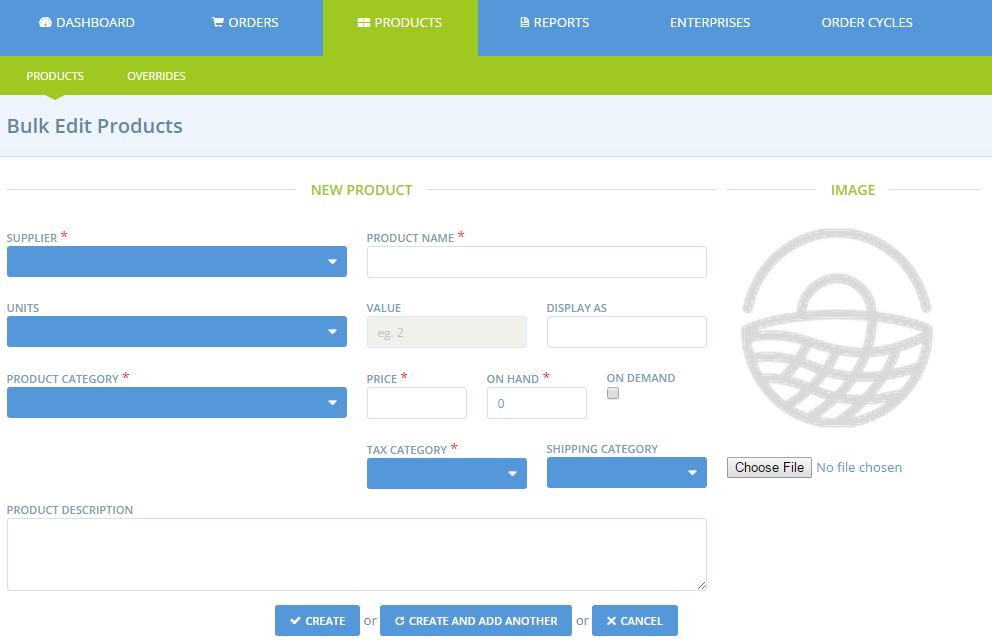 DASHBOARD ORDERS PRODUCTS REPORTS ENTERPRISES ORDER CYCLES
PRODUCTS OVERRIDES
Bulk Edit Products
NEW PRODUCT IMAGE
SUPPLIER * PRODUCT NAME *
UNITS VALUE DISPLAY AS
eg. 2
PRODUCT CATEGORY * PRICE * ON HAND * ON DEMAND
0
TAX CATEGORY * SHIPPING CATEGORY
Choose File No file chosen
PRODUCT DESCRIPTION
CREATE or CREATE AND ADD ANOTHER or CANCEL